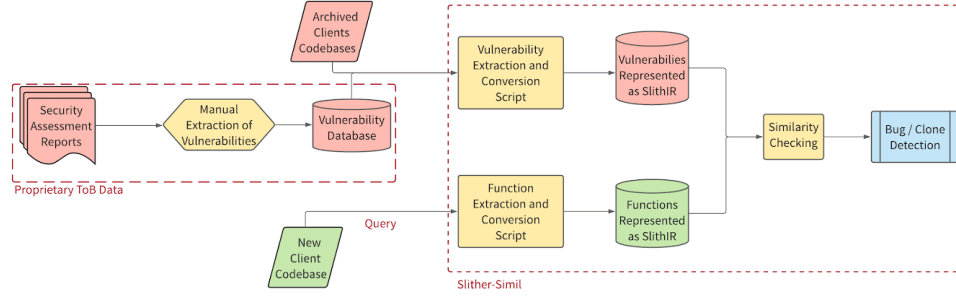 Archived
Clients
Codebases
Vulnerability
Extraction and
Conversion
Script
Vulnerabilies
Represented
as SlithIR
Security
Assessment
Reports
Manual
Extraction of
Vulnerabilities
Vulnerability
Database
Similarity
Checking
Bug / Clone
Detection
Proprietary ToB Data
Function
Extraction and
Conversion
Script
Functions
Represented
as SlithIR
Query
New
Client
Codebase
Slither-Simil